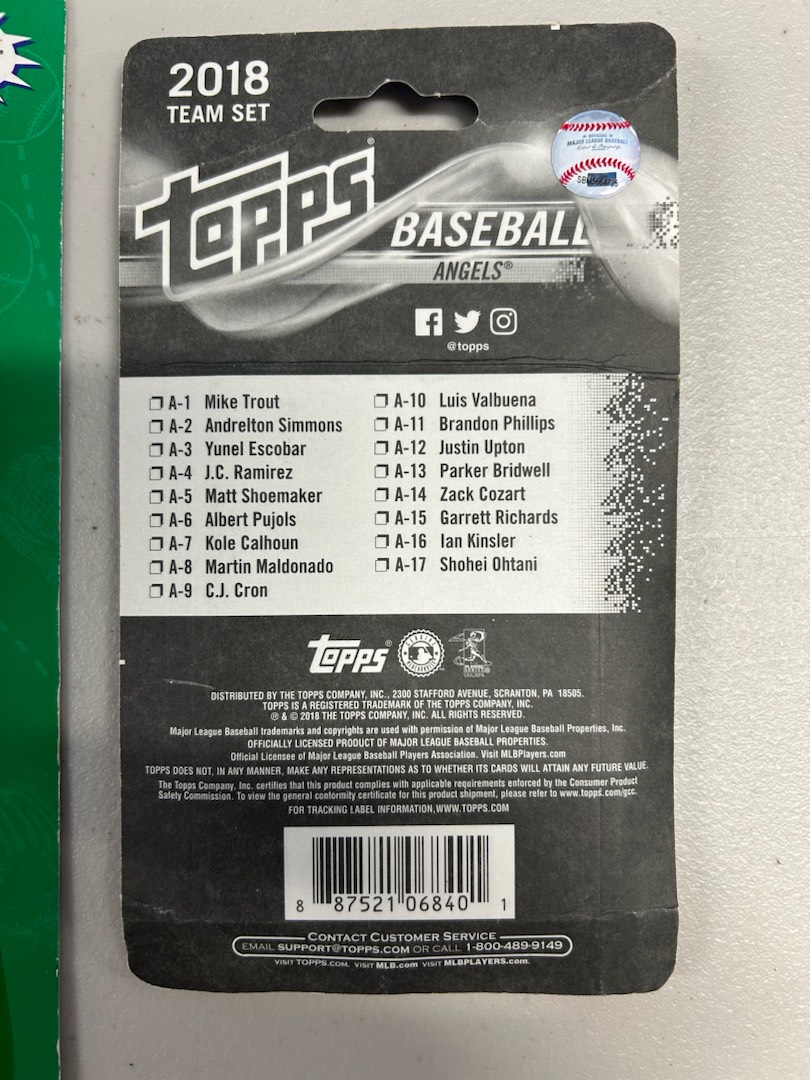 2018
TEAM SET
OFFICIAL
MAJOR LEAGUE BASEBALL
TOPPS®
BASEBALL
ANGELS®
@topps
A-1 Mike Trout
A-2 Andrelton Simmons
A-3 Yunel Escobar
A-4 J.C. Ramirez
A-5 Matt Shoemaker
A-6 Albert Pujols
A-7 Kole Calhoun
A-8 Martin Maldonado
A-9 C.J. Cron
A-10 Luis Valbuena
A-11 Brandon Phillips
A-12 Justin Upton
A-13 Parker Bridwell
A-14 Zack Cozart
A-15 Garrett Richards
A-16 Ian Kinsler
A-17 Shohei Ohtani
TOPPS®
DISTRIBUTED BY THE TOPPS COMPANY, INC., 2300 STAFFORD AVENUE, SCRANTON, PA 18505.
TOPPS IS A REGISTERED TRADEMARK OF THE TOPPS COMPANY, INC.
® & © 2018 THE TOPPS COMPANY, INC. ALL RIGHTS RESERVED.
Major League Baseball trademarks and copyrights are used with permission of Major League Baseball Properties, Inc.
OFFICIALLY LICENSED PRODUCT OF MAJOR LEAGUE BASEBALL PROPERTIES.
Official Licensee of Major League Baseball Players Association. Visit MLBPlayers.com
TOPPS DOES NOT, IN ANY MANNER, MAKE ANY REPRESENTATIONS AS TO WHETHER ITS CARDS WILL ATTAIN ANY FUTURE VALUE.
The Topps Company, Inc. certifies that this product complies with applicable requirements enforced by the Consumer Product
Safety Commission. To view the general conformity certificate for this product shipment, please refer to www.topps.com/gcc.
FOR TRACKING LABEL INFORMATION,WWW.TOPPS.COM
8 87521 06840 1
CONTACT CUSTOMER SERVICE
EMAIL SUPPORT@TOPPS.COM OR CALL 1-800-489-9149
VISIT TOPPS.COM. VISIT MLB.com VISIT MLBPLAYERS.com.